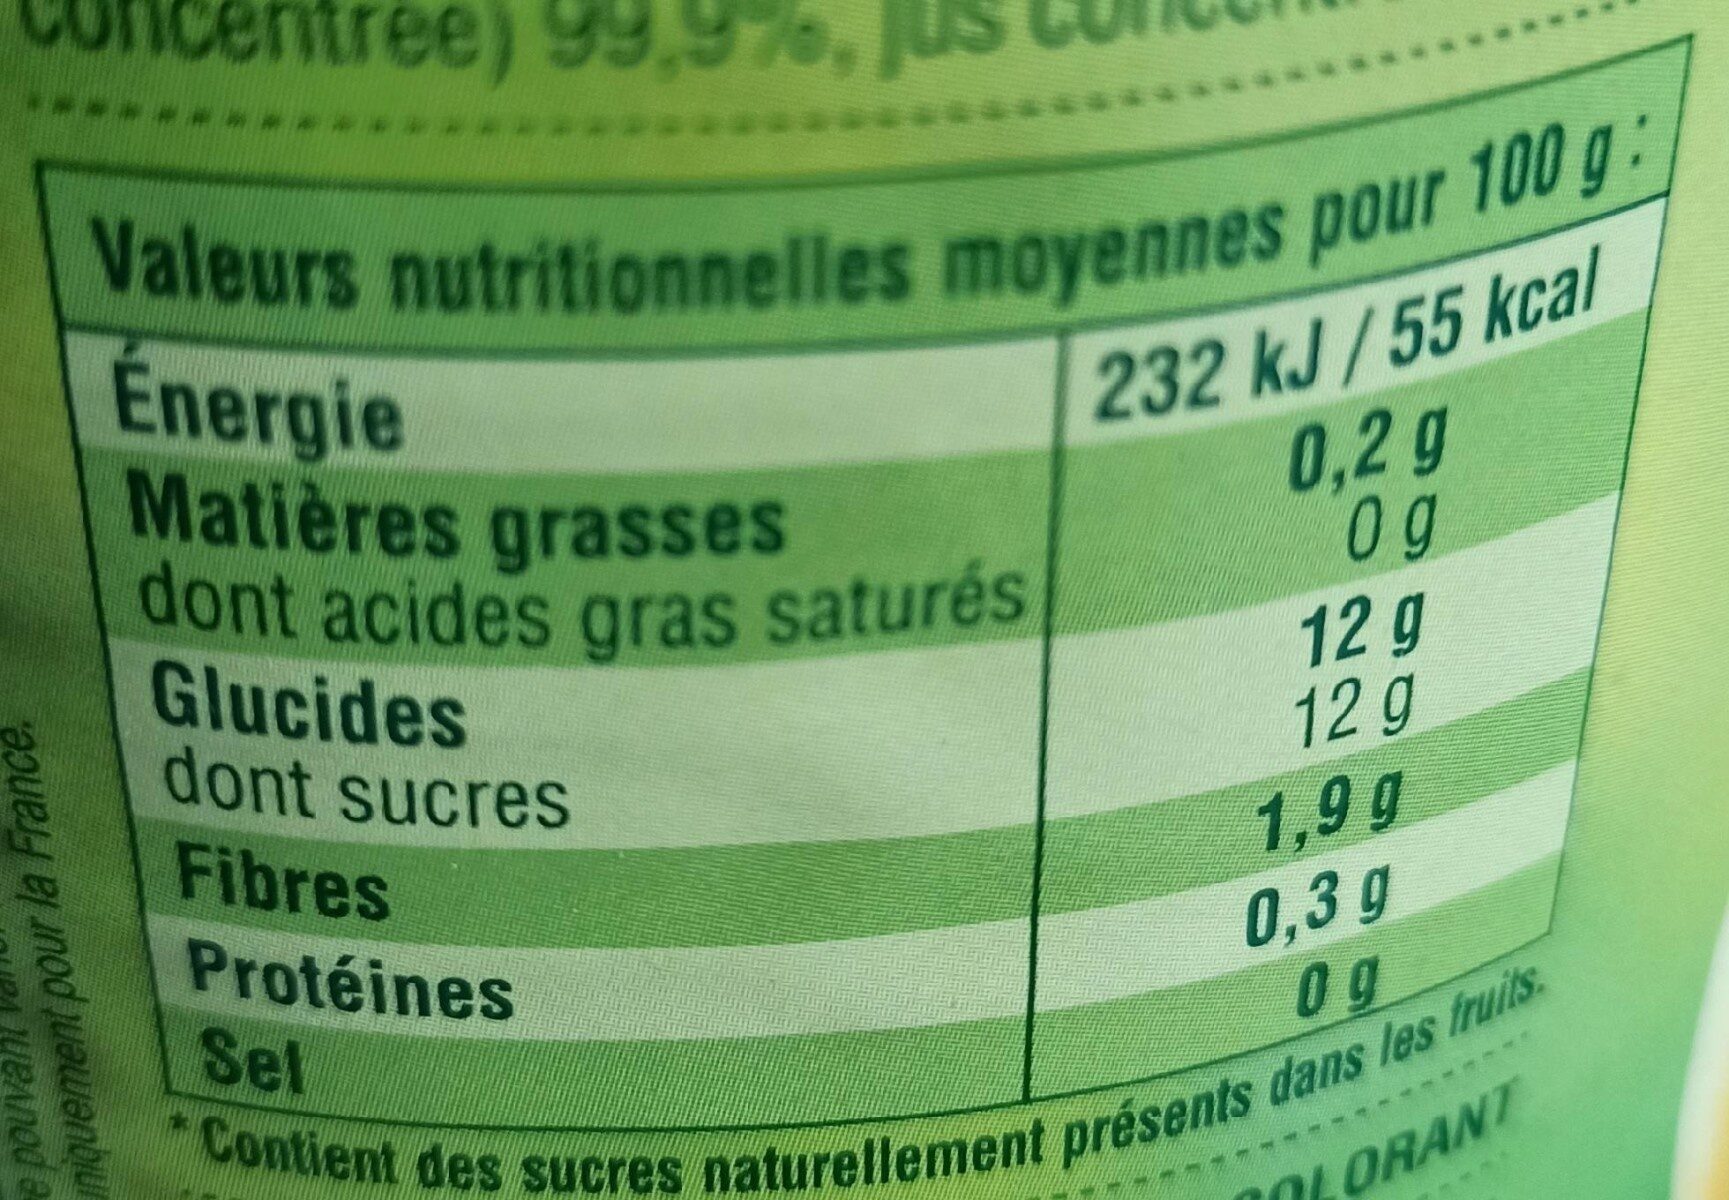 concentrée) 99,9%, jus
Valeurs nutritionnelles moyennes pour 100 g :
Énergie 232 kJ / 55 kcal
Matières grasses 0,2 g
dont acides gras saturés 0 g
Glucides 12 g
dont sucres 12 g
Fibres 1,9 g
Protéines 0,3 g
Sel 0 g
* Contient des sucres naturellement présents dans les fruits.
COLORANT
pouvant
uniquement pour la France.